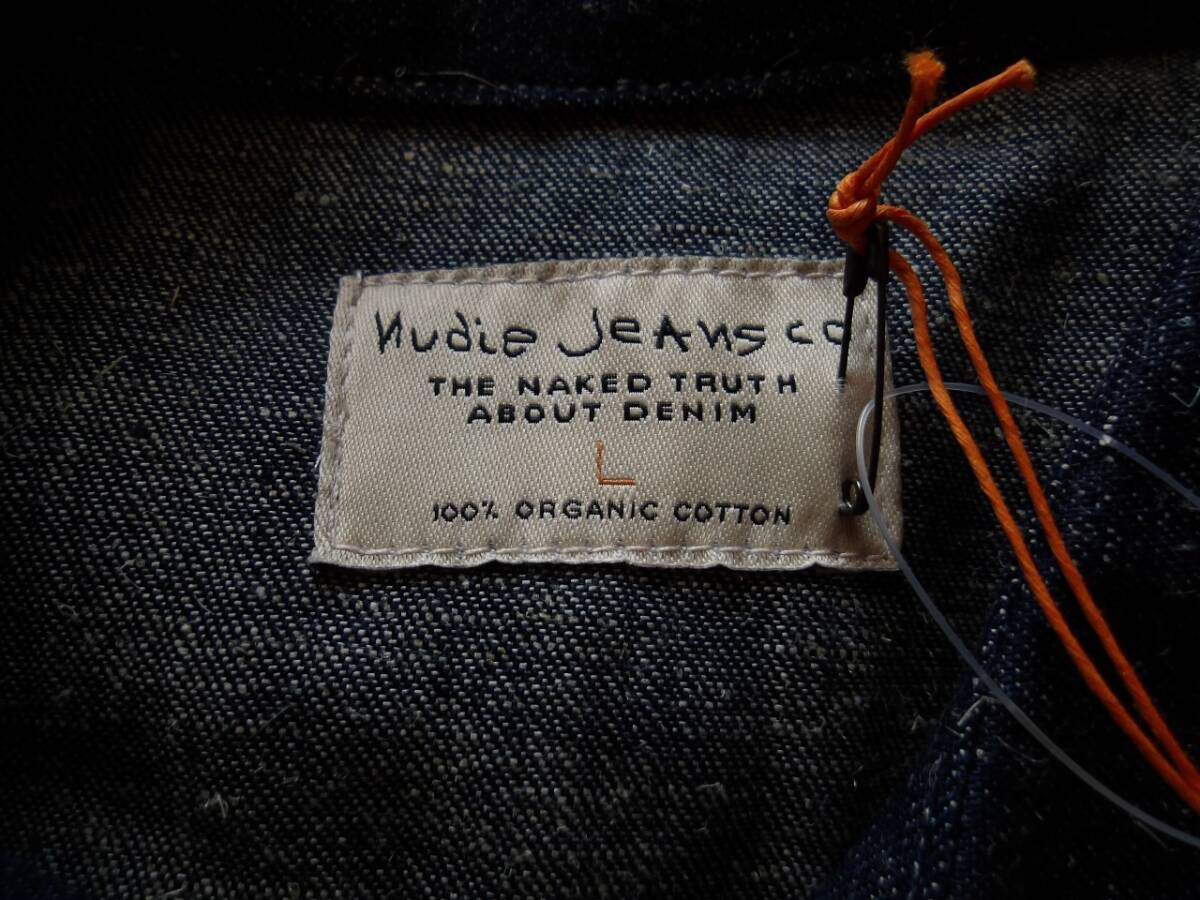 Nudie Jeans co
THE NAKED TRUTH
ABOUT DENIM
L
100% ORGANIC COTTON